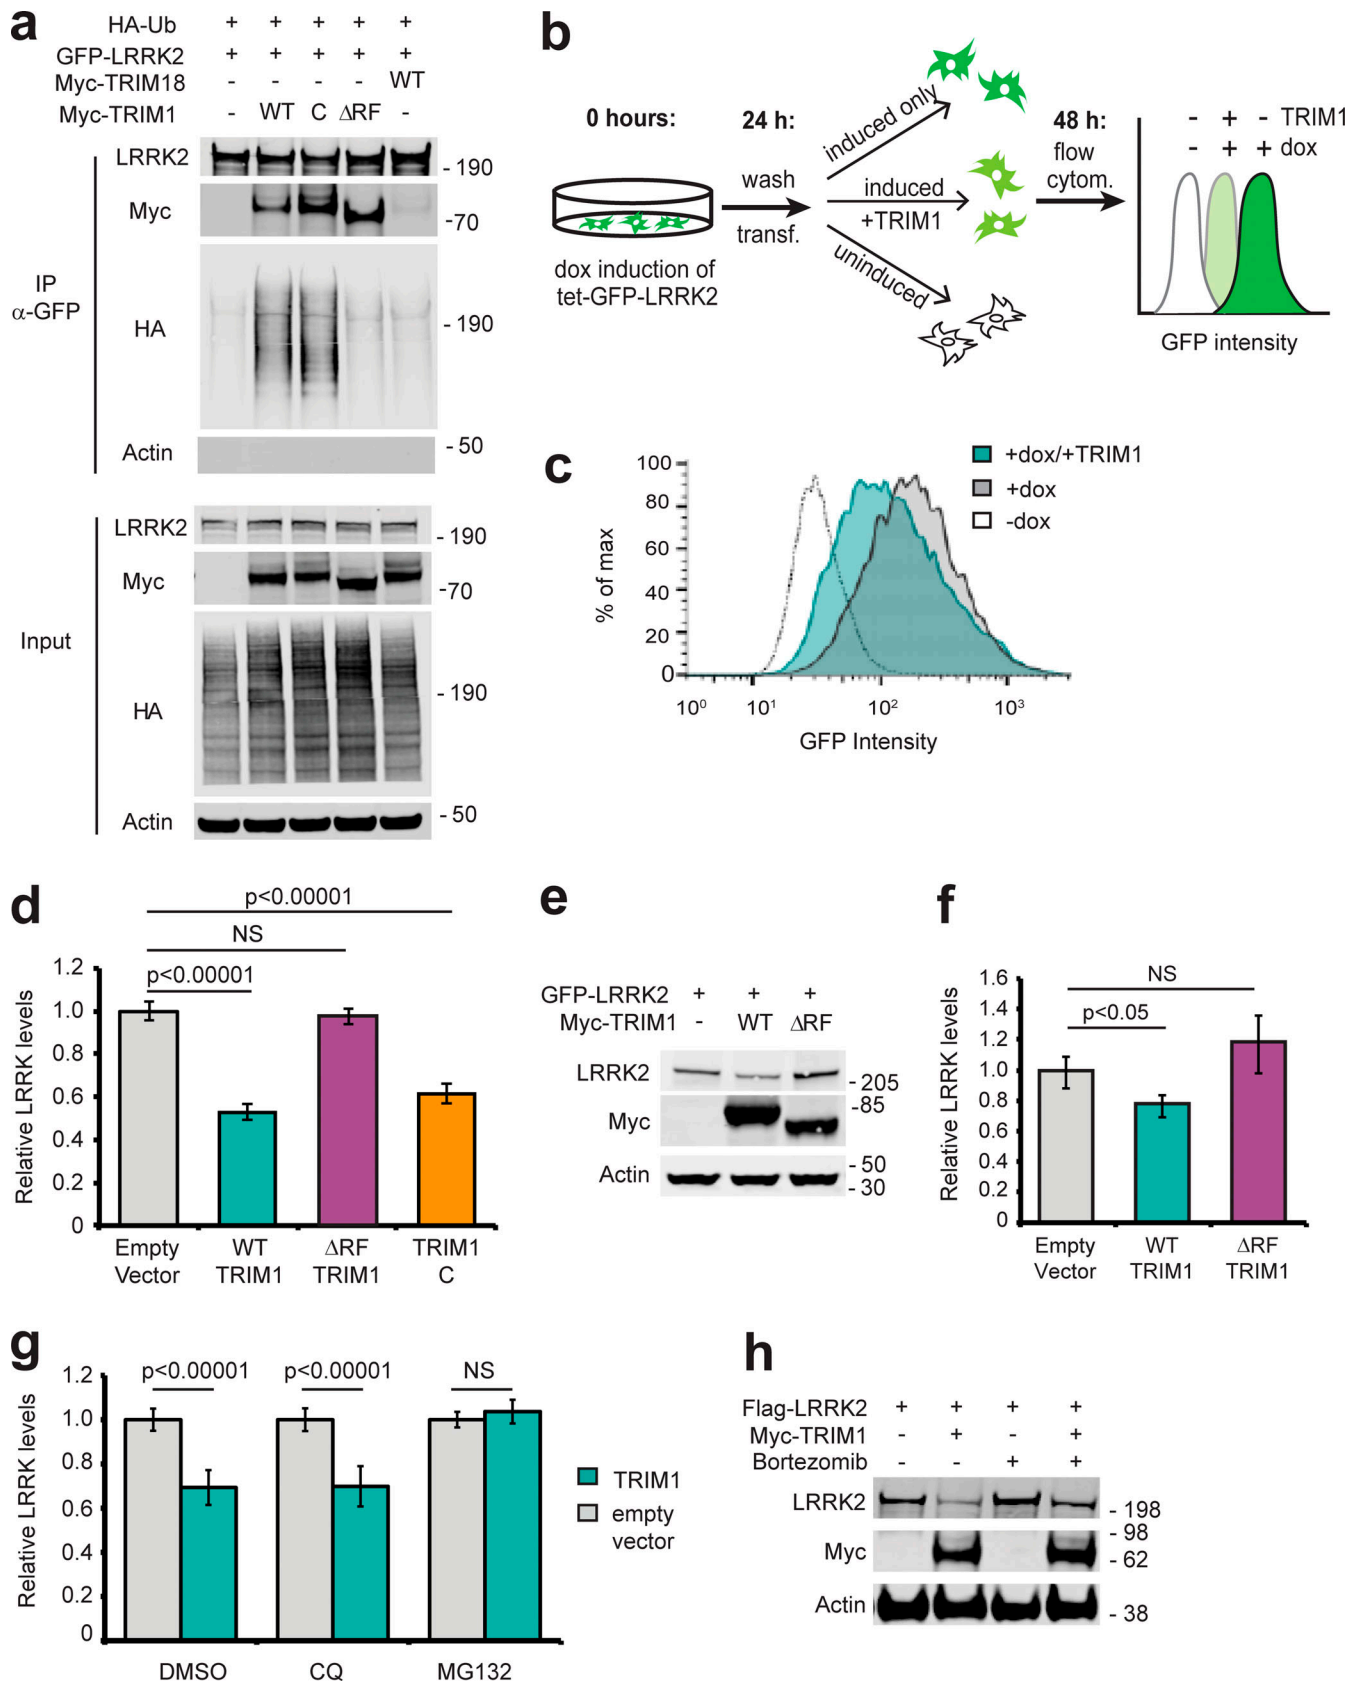 a
HA-Ub + + + + +
GFP-LRRK2 + + + + +
Myc-TRIM18 - - - - WT
Myc-TRIM1 - WT C ΔRF -
IP
α-GFP
LRRK2 - 190
Myc - 70
HA - 190
Actin - 50
Input
LRRK2 - 190
Myc -70
HA - 190
Actin - 50
b
0 hours:
dox induction of
tet-GFP-LRRK2
24 h:
wash
transf.
induced only
induced
+TRIM1
uninduced
48 h:
flow
cytom.
- + - TRIM1
- + + dox
GFP intensity
c
% of max
100
80
60
40
20
0
10⁰ 10¹ 10² 10³
GFP Intensity
+dox/+TRIM1
+dox
-dox
d
p<0.00001
NS
p<0.00001
Relative LRRK levels
1.2
1.0
0.8
0.6
0.4
0.2
0
Empty Vector
WT TRIM1
ΔRF TRIM1
TRIM1 C
e
GFP-LRRK2 + + +
Myc-TRIM1 - WT ΔRF
LRRK2 - 205
Myc -85
Actin - 50
- 30
f
NS
p<0.05
Relative LRRK levels
1.6
1.4
1.2
1.0
0.8
0.6
0.4
0.2
0
Empty Vector
WT TRIM1
ΔRF TRIM1
g
p<0.00001 p<0.00001 NS
Relative LRRK levels
1.2
1.0
0.8
0.6
0.4
0.2
0
DMSO CQ MG132
TRIM1
empty
vector
h
Flag-LRRK2 + + + +
Myc-TRIM1 - + - +
Bortezomib - - + +
LRRK2 - 198
- 98
Myc - 62
Actin - 38